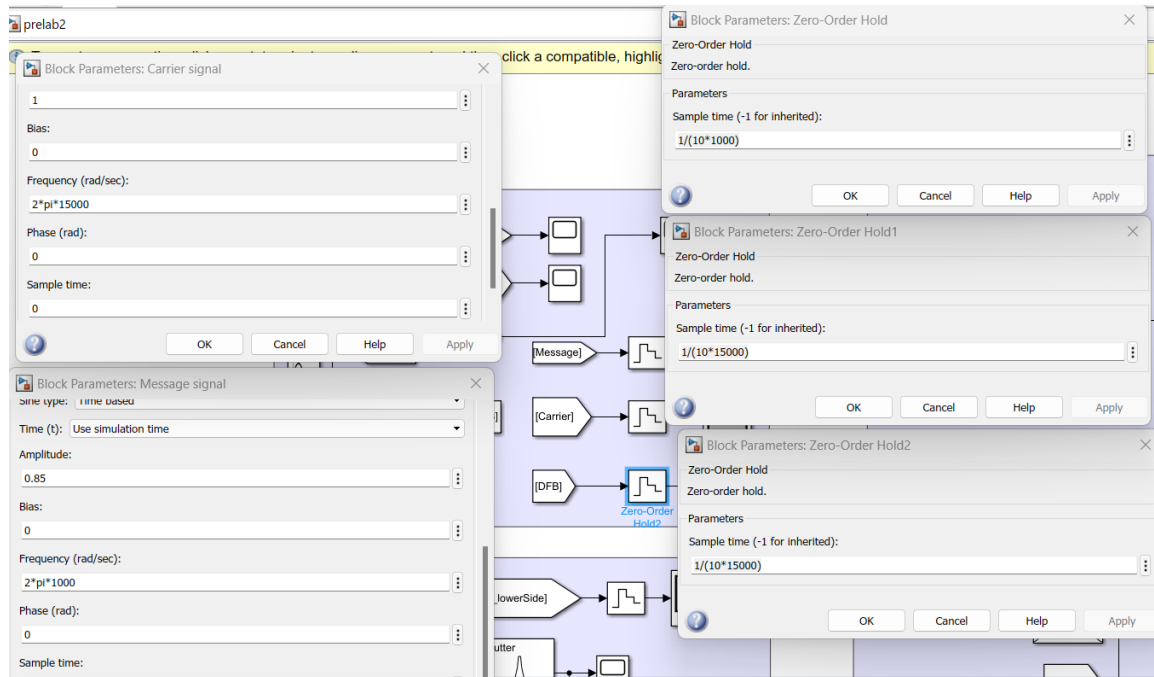 prelab2
click a compatible, highlig
Block Parameters: Carrier signal
1
Bias:
0
Frequency (rad/sec):
2*pi*15000
Phase (rad):
0
Sample time:
0
OK Cancel Help Apply
Block Parameters: Message signal
Sine type: Time based
Time (t): Use simulation time
Amplitude:
0.85
Bias:
0
Frequency (rad/sec):
2*pi*1000
Phase (rad):
0
Sample time:
[Message]
[Carrier]
[DFB]
Zero-Order
Hold2
_lowerSide]
utter
Block Parameters: Zero-Order Hold
Zero-Order Hold
Zero-order hold.
Parameters
Sample time (-1 for inherited):
1/(10*1000)
OK Cancel Help Apply
Block Parameters: Zero-Order Hold1
Zero-Order Hold
Zero-order hold.
Parameters
Sample time (-1 for inherited):
1/(10*15000)
OK Cancel Help Apply
Block Parameters: Zero-Order Hold2
Zero-Order Hold
Zero-order hold.
Parameters
Sample time (-1 for inherited):
1/(10*15000)
OK Cancel Help Apply